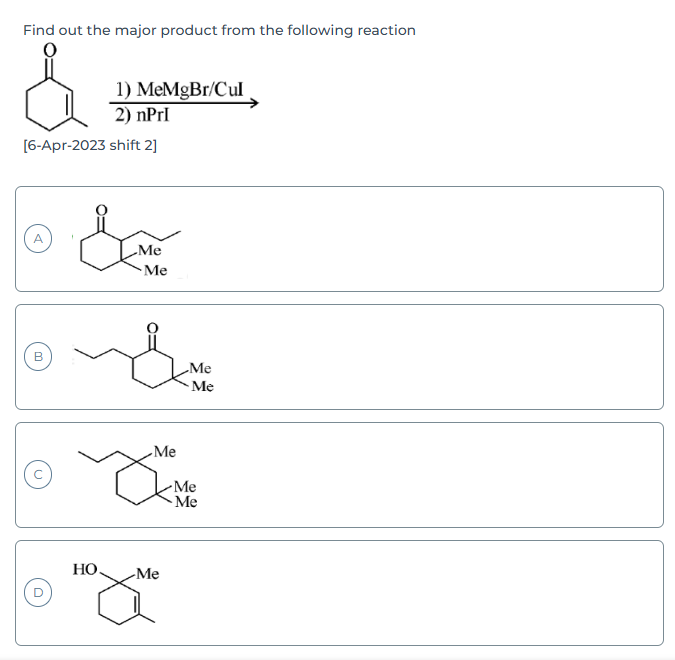 Find out the major product from the following reaction
O
1) MeMgBr/CuI
2) nPrI
[6-Apr-2023 shift 2]
A
O
Me
Me
B
O
Me
Me
C
Me
Me
Me
D
HO
Me